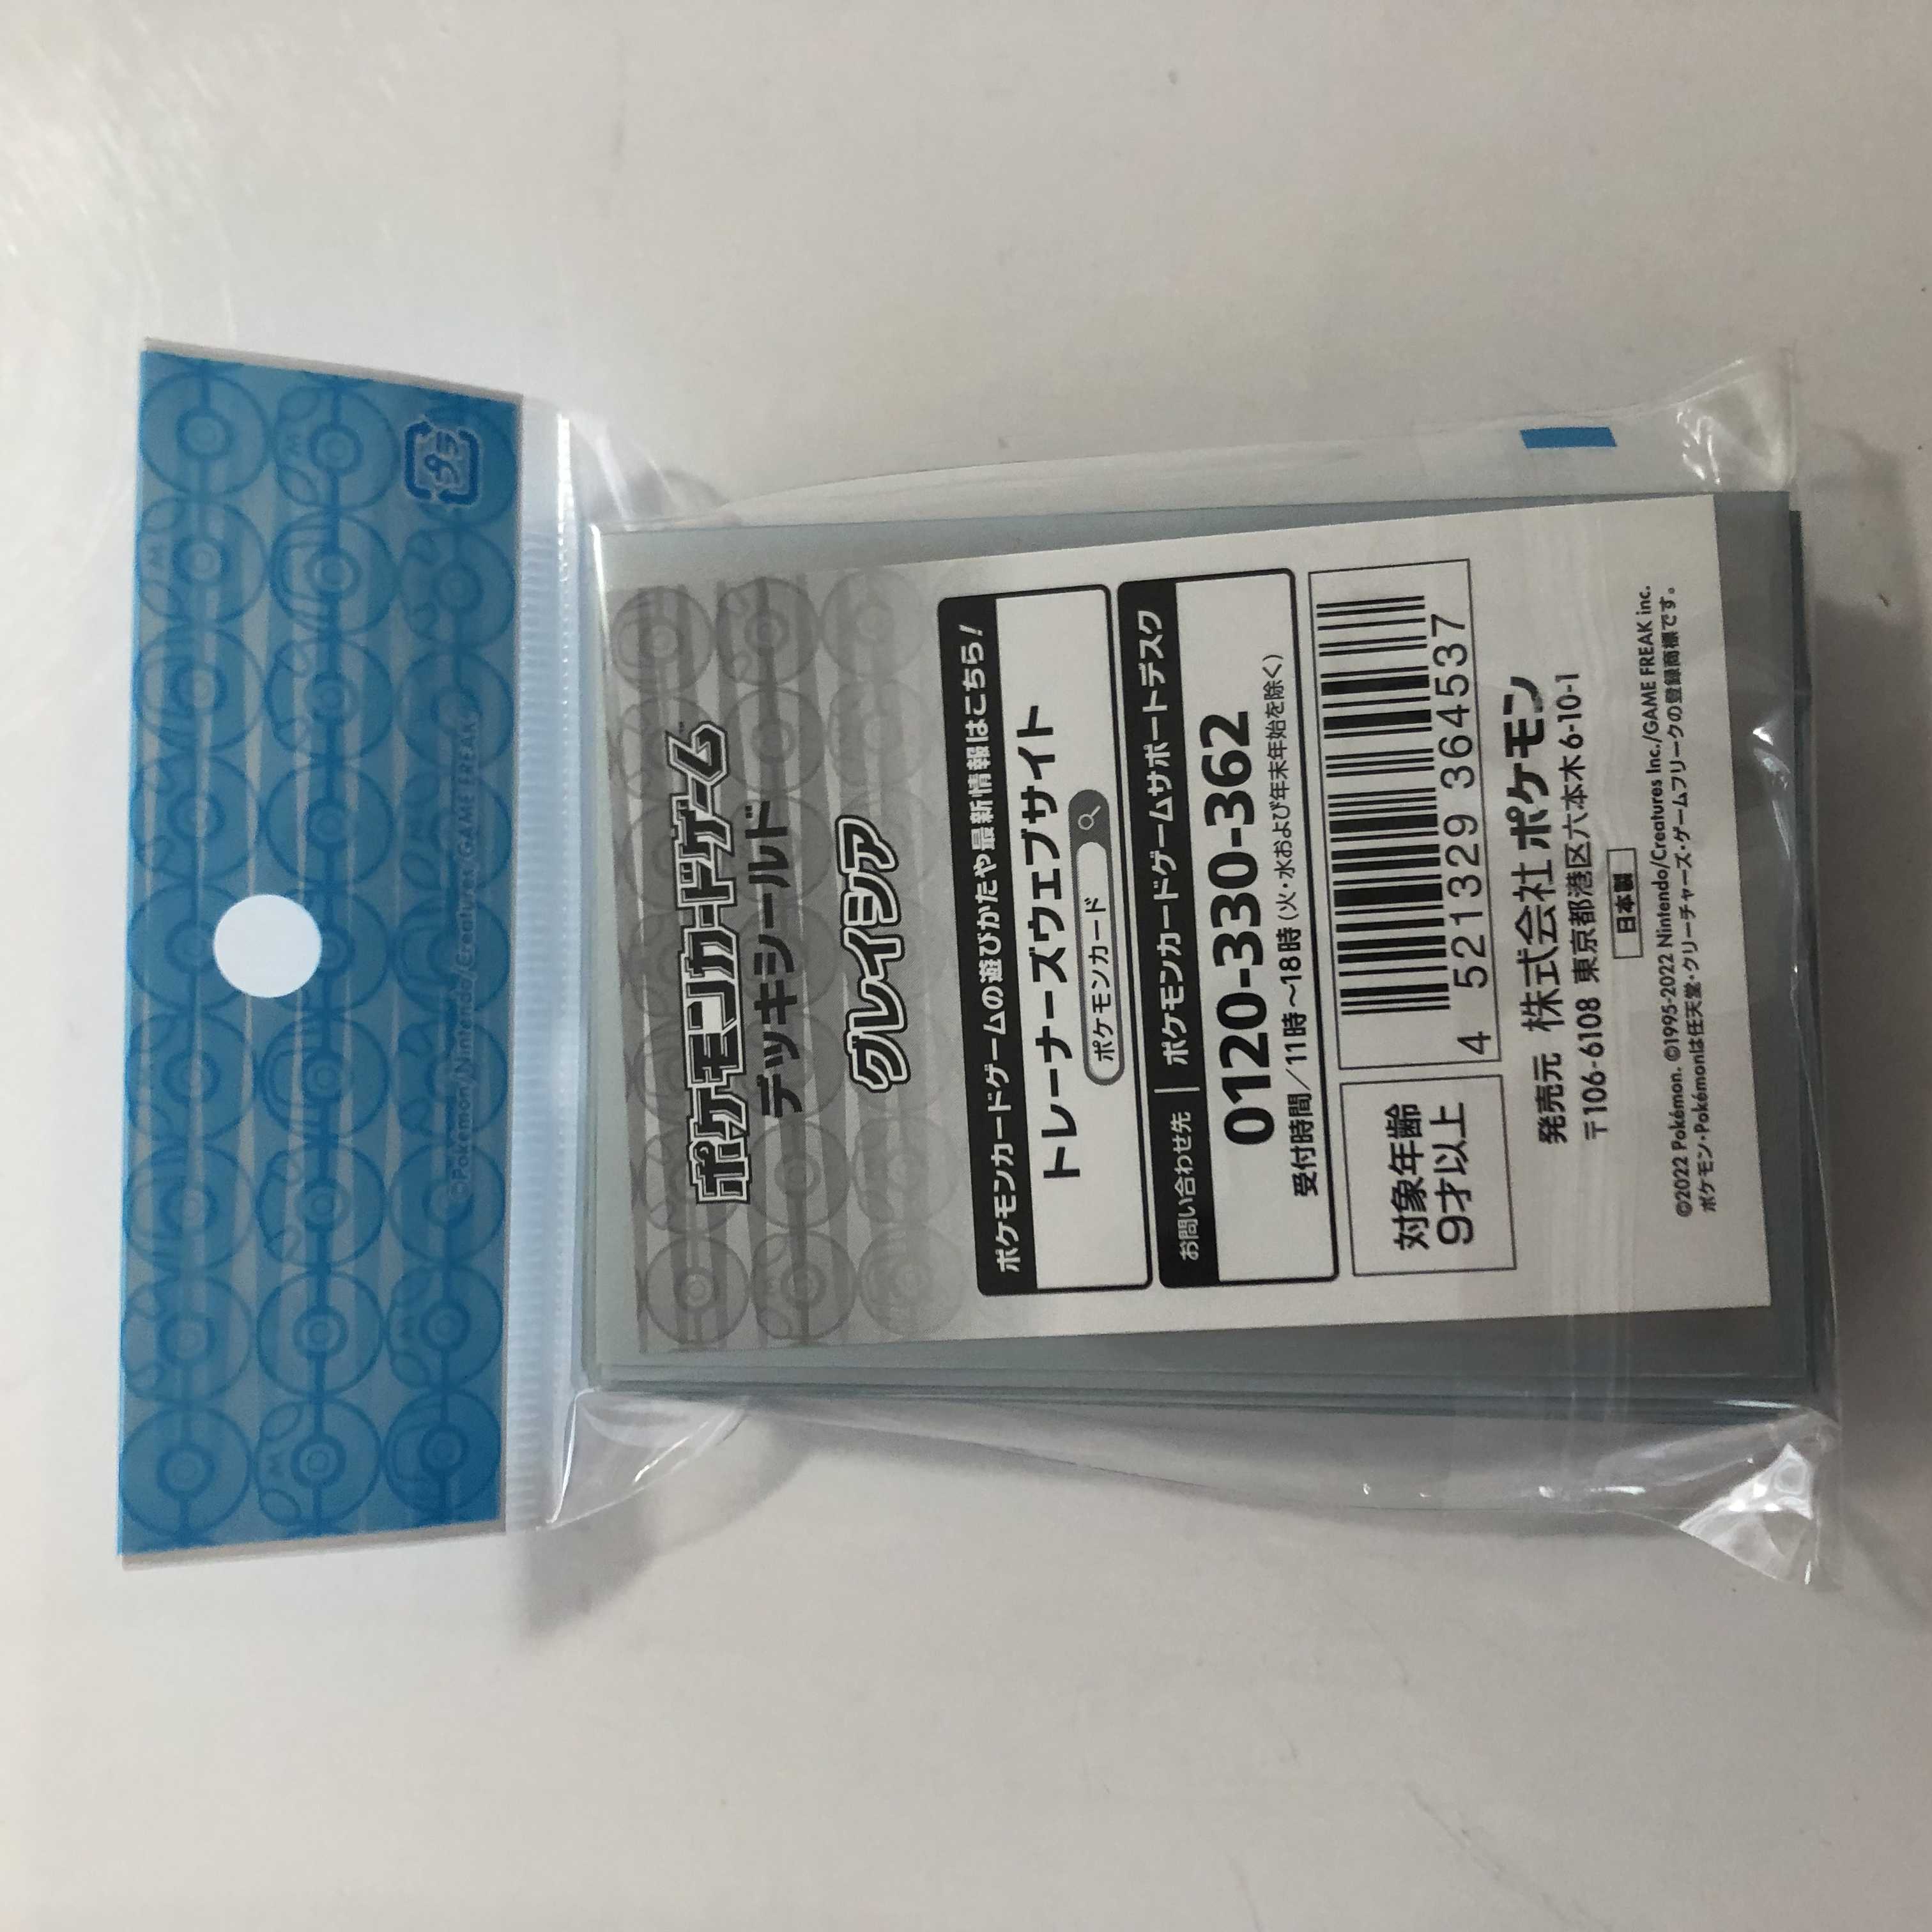 プラ
©Pokémon/Nintendo/Creatures/GAME FREAK
ポケモンカードゲーム
デッキシールド
グレイシア
ポケモンカードゲームの遊びかたや最新情報はこちら!
トレーナーズウェブサイト
ポケモンカード
お問い合わせ先 ポケモンカードゲームサポートデスク
0120-330-362
受付時間/11時~18時(火・水および年末年始を除く)
対象年齢
9才以上
4 521329 364537
発売元 株式会社ポケモン
〒106-6108 東京都港区六本木6-10-1
日本製
©2022 Pokémon. ©1995-2022 Nintendo/Creatures Inc./GAME FREAK inc.
ポケモン・Pokémonは任天堂・クリーチャーズ・ゲームフリークの登録商標です。